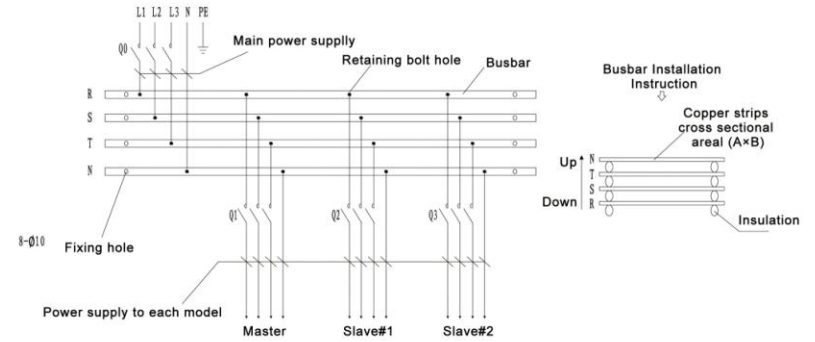 L1 L2 L3 N PE
Q0
Main power supplly
Retaining bolt hole
Busbar
R
S
T
N
Q1
Q2
Q3
8-Ø10
Fixing hole
Power supply to each model
Master
Slave#1
Slave#2
Busbar Installation
Instruction
Copper strips
cross sectional
areal (A×B)
Up
Down
N
T
S
R
Insulation